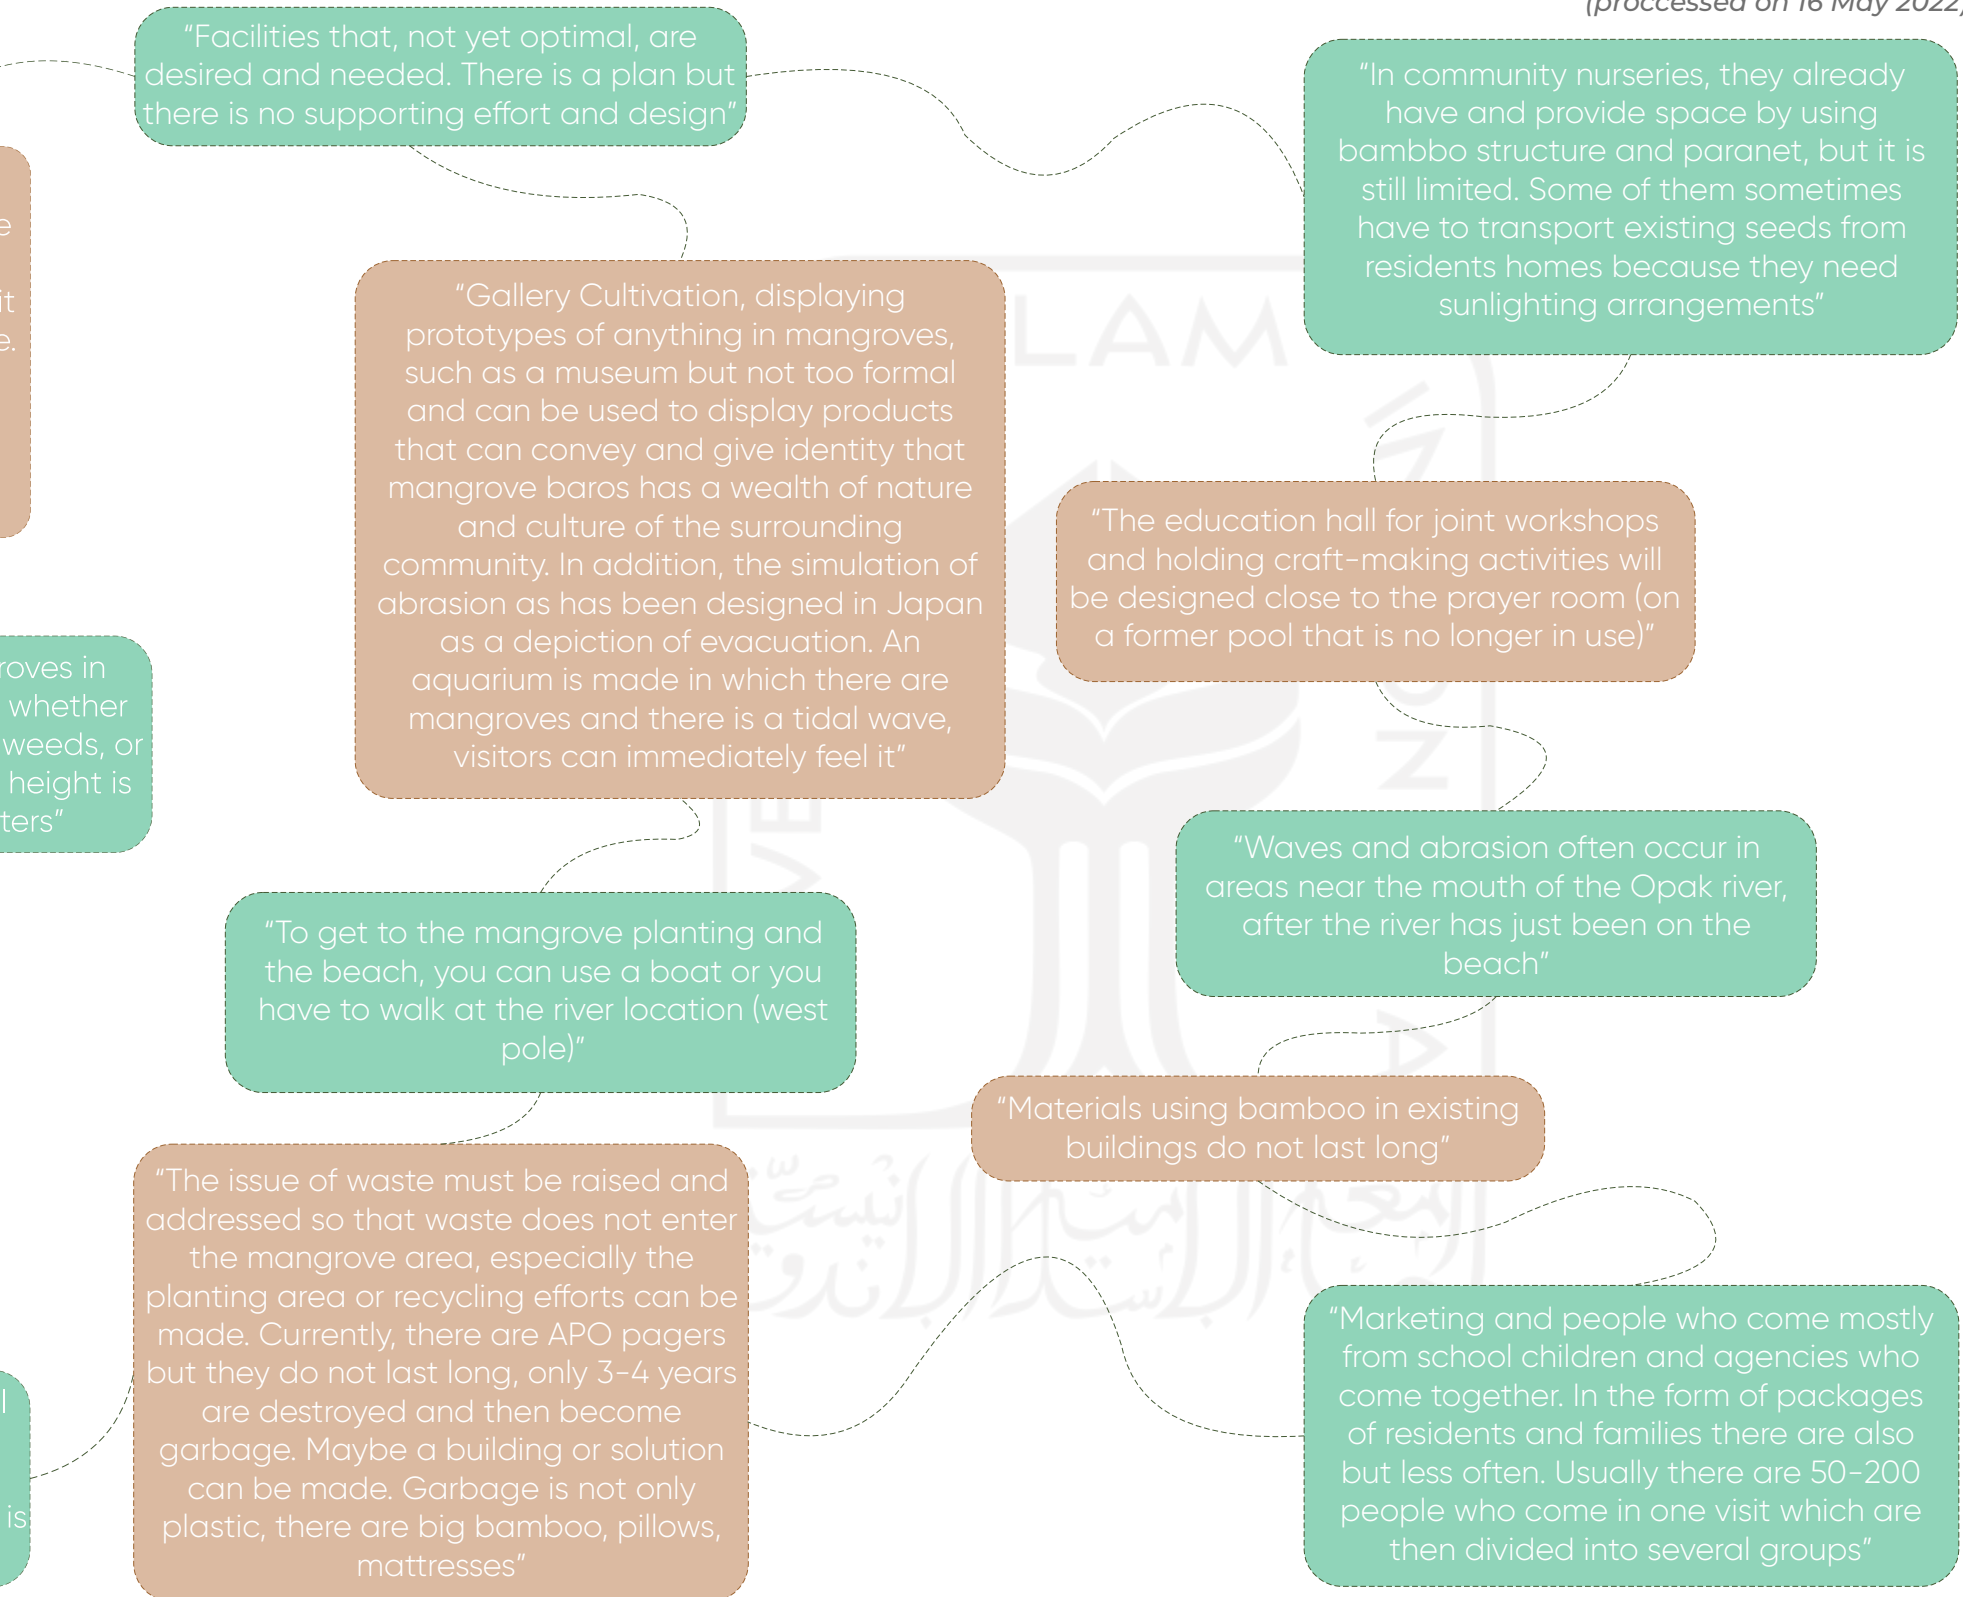 (proccessed on 16 May 2022)
“Facilities that, not yet optimal, are
desired and needed. There is a plan but
there is no supporting effort and design”
“In community nurseries, they already
have and provide space by using
bambbo structure and paranet, but it is
still limited. Some of them sometimes
have to transport existing seeds from
residents homes because they need
sunlighting arrangements”
it
“Gallery Cultivation, displaying
prototypes of anything in mangroves,
such as a museum but not too formal
and can be used to display products
that can convey and give identity that
mangrove baros has a wealth of nature
and culture of the surrounding
community. In addition, the simulation of
abrasion as has been designed in Japan
as a depiction of evacuation. An
aquarium is made in which there are
mangroves and there is a tidal wave,
visitors can immediately feel it”
“The education hall for joint workshops
and holding craft-making activities will
be designed close to the prayer room (on
a former pool that is no longer in use)”
roves in
whether
weeds, or
height is
ters”
“Waves and abrasion often occur in
areas near the mouth of the Opak river,
after the river has just been on the
beach”
“To get to the mangrove planting and
the beach, you can use a boat or you
have to walk at the river location (west
pole)”
“Materials using bamboo in existing
buildings do not last long”
“The issue of waste must be raised and
addressed so that waste does not enter
the mangrove area, especially the
planting area or recycling efforts can be
made. Currently, there are APO pagers
but they do not last long, only 3-4 years
are destroyed and then become
garbage. Maybe a building or solution
can be made. Garbage is not only
plastic, there are big bamboo, pillows,
mattresses”
“Marketing and people who come mostly
from school children and agencies who
come together. In the form of packages
of residents and families there are also
but less often. Usually there are 50-200
people who come in one visit which are
then divided into several groups”
is
LAM